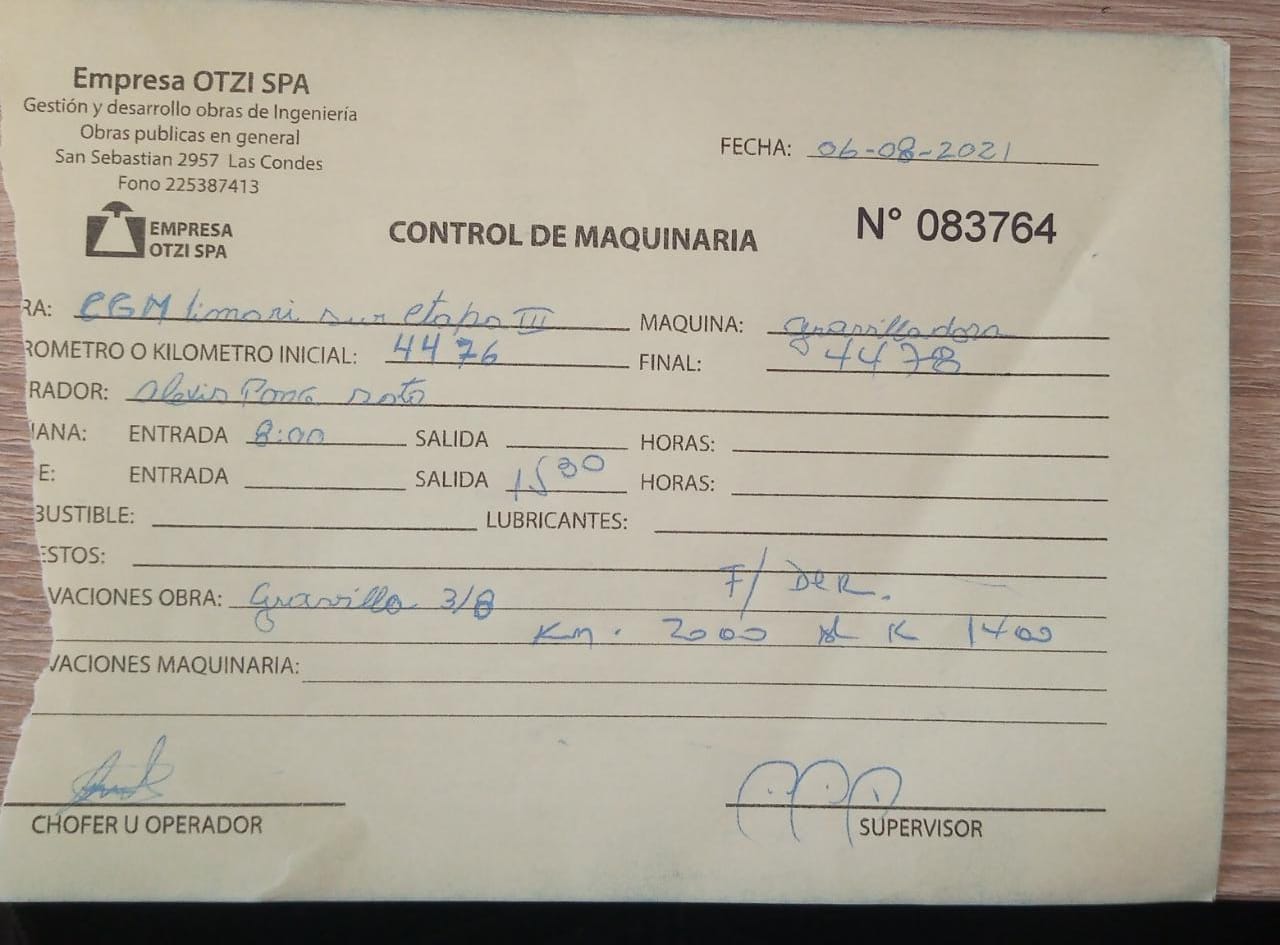 Empresa OTZI SPA
Gestión y desarrollo obras de Ingeniería
Obras publicas en general
San Sebastian 2957 Las Condes
Fono 225387413
FECHA: 06-08-2021
EMPRESA
OTZI SPA
CONTROL DE MAQUINARIA
N° 083764
RA: CGM limari sur etapa III MAQUINA: gravilladora
ROMETRO O KILOMETRO INICIAL: 4476 FINAL: 4478
RADOR: Alexis soto
ANA: ENTRADA 8:00 SALIDA HORAS:
E: ENTRADA SALIDA 15 30 HORAS:
BUSTIBLE: LUBRICANTES:
ESTOS:
VACIONES OBRA: Gravilla 3/8 F/ DER.
Km. 2000 al K 1400
VACIONES MAQUINARIA:
CHOFER U OPERADOR
SUPERVISOR